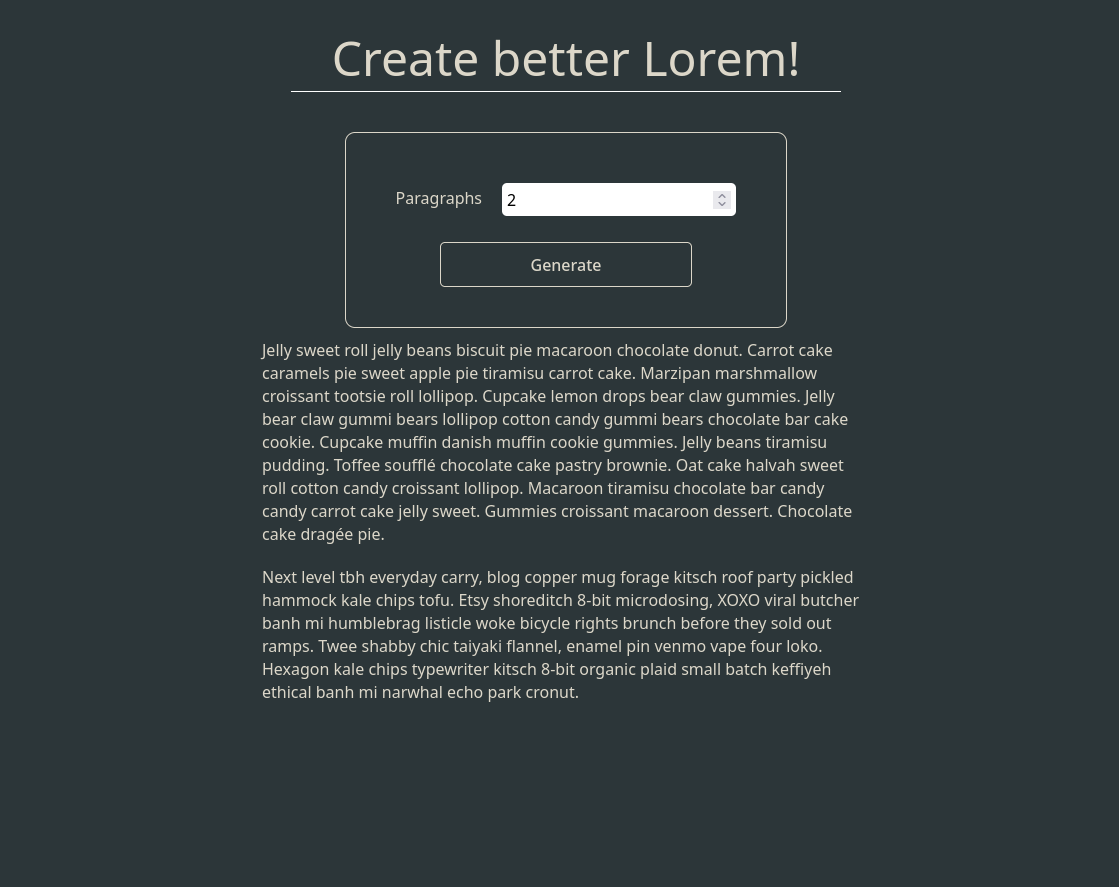 Create better Lorem!
Paragraphs
2
Generate
Jelly sweet roll jelly beans biscuit pie macaroon chocolate donut. Carrot cake
caramels pie sweet apple pie tiramisu carrot cake. Marzipan marshmallow
croissant tootsie roll lollipop. Cupcake lemon drops bear claw gummies. Jelly
bear claw gummi bears lollipop cotton candy gummi bears chocolate bar cake
cookie. Cupcake muffin danish muffin cookie gummies. Jelly beans tiramisu
pudding. Toffee soufflé chocolate cake pastry brownie. Oat cake halvah sweet
roll cotton candy croissant lollipop. Macaroon tiramisu chocolate bar candy
candy carrot cake jelly sweet. Gummies croissant macaroon dessert. Chocolate
cake dragée pie.
Next level tbh everyday carry, blog copper mug forage kitsch roof party pickled
hammock kale chips tofu. Etsy shoreditch 8-bit microdosing, XOXO viral butcher
banh mi humblebrag listicle woke bicycle rights brunch before they sold out
ramps. Twee shabby chic taiyaki flannel, enamel pin venmo vape four loko.
Hexagon kale chips typewriter kitsch 8-bit organic plaid small batch keffiyeh
ethical banh mi narwhal echo park cronut.